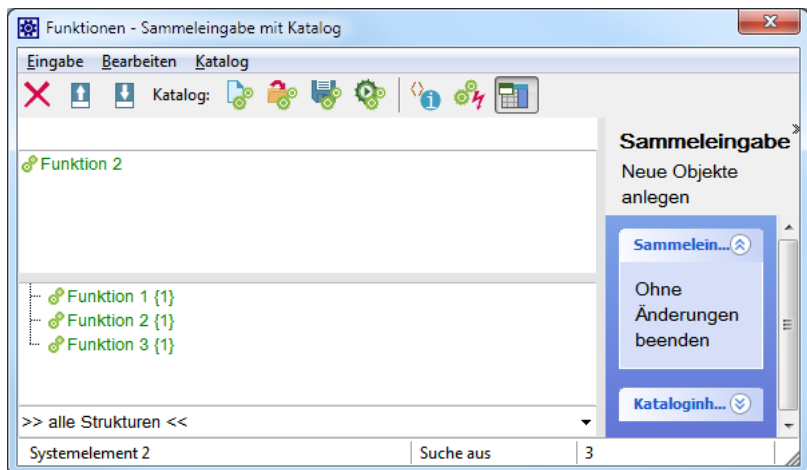 Funktionen - Sammeleingabe mit Katalog
Eingabe Bearbeiten Katalog
Katalog:
Funktion 2
Funktion 1 {1}
Funktion 2 {1}
Funktion 3 {1}
>> alle Strukturen <<
Systemelement 2 Suche aus 3
Sammeleingabe
Neue Objekte
anlegen
Sammelein...
Ohne
Änderungen
beenden
Kataloginh...